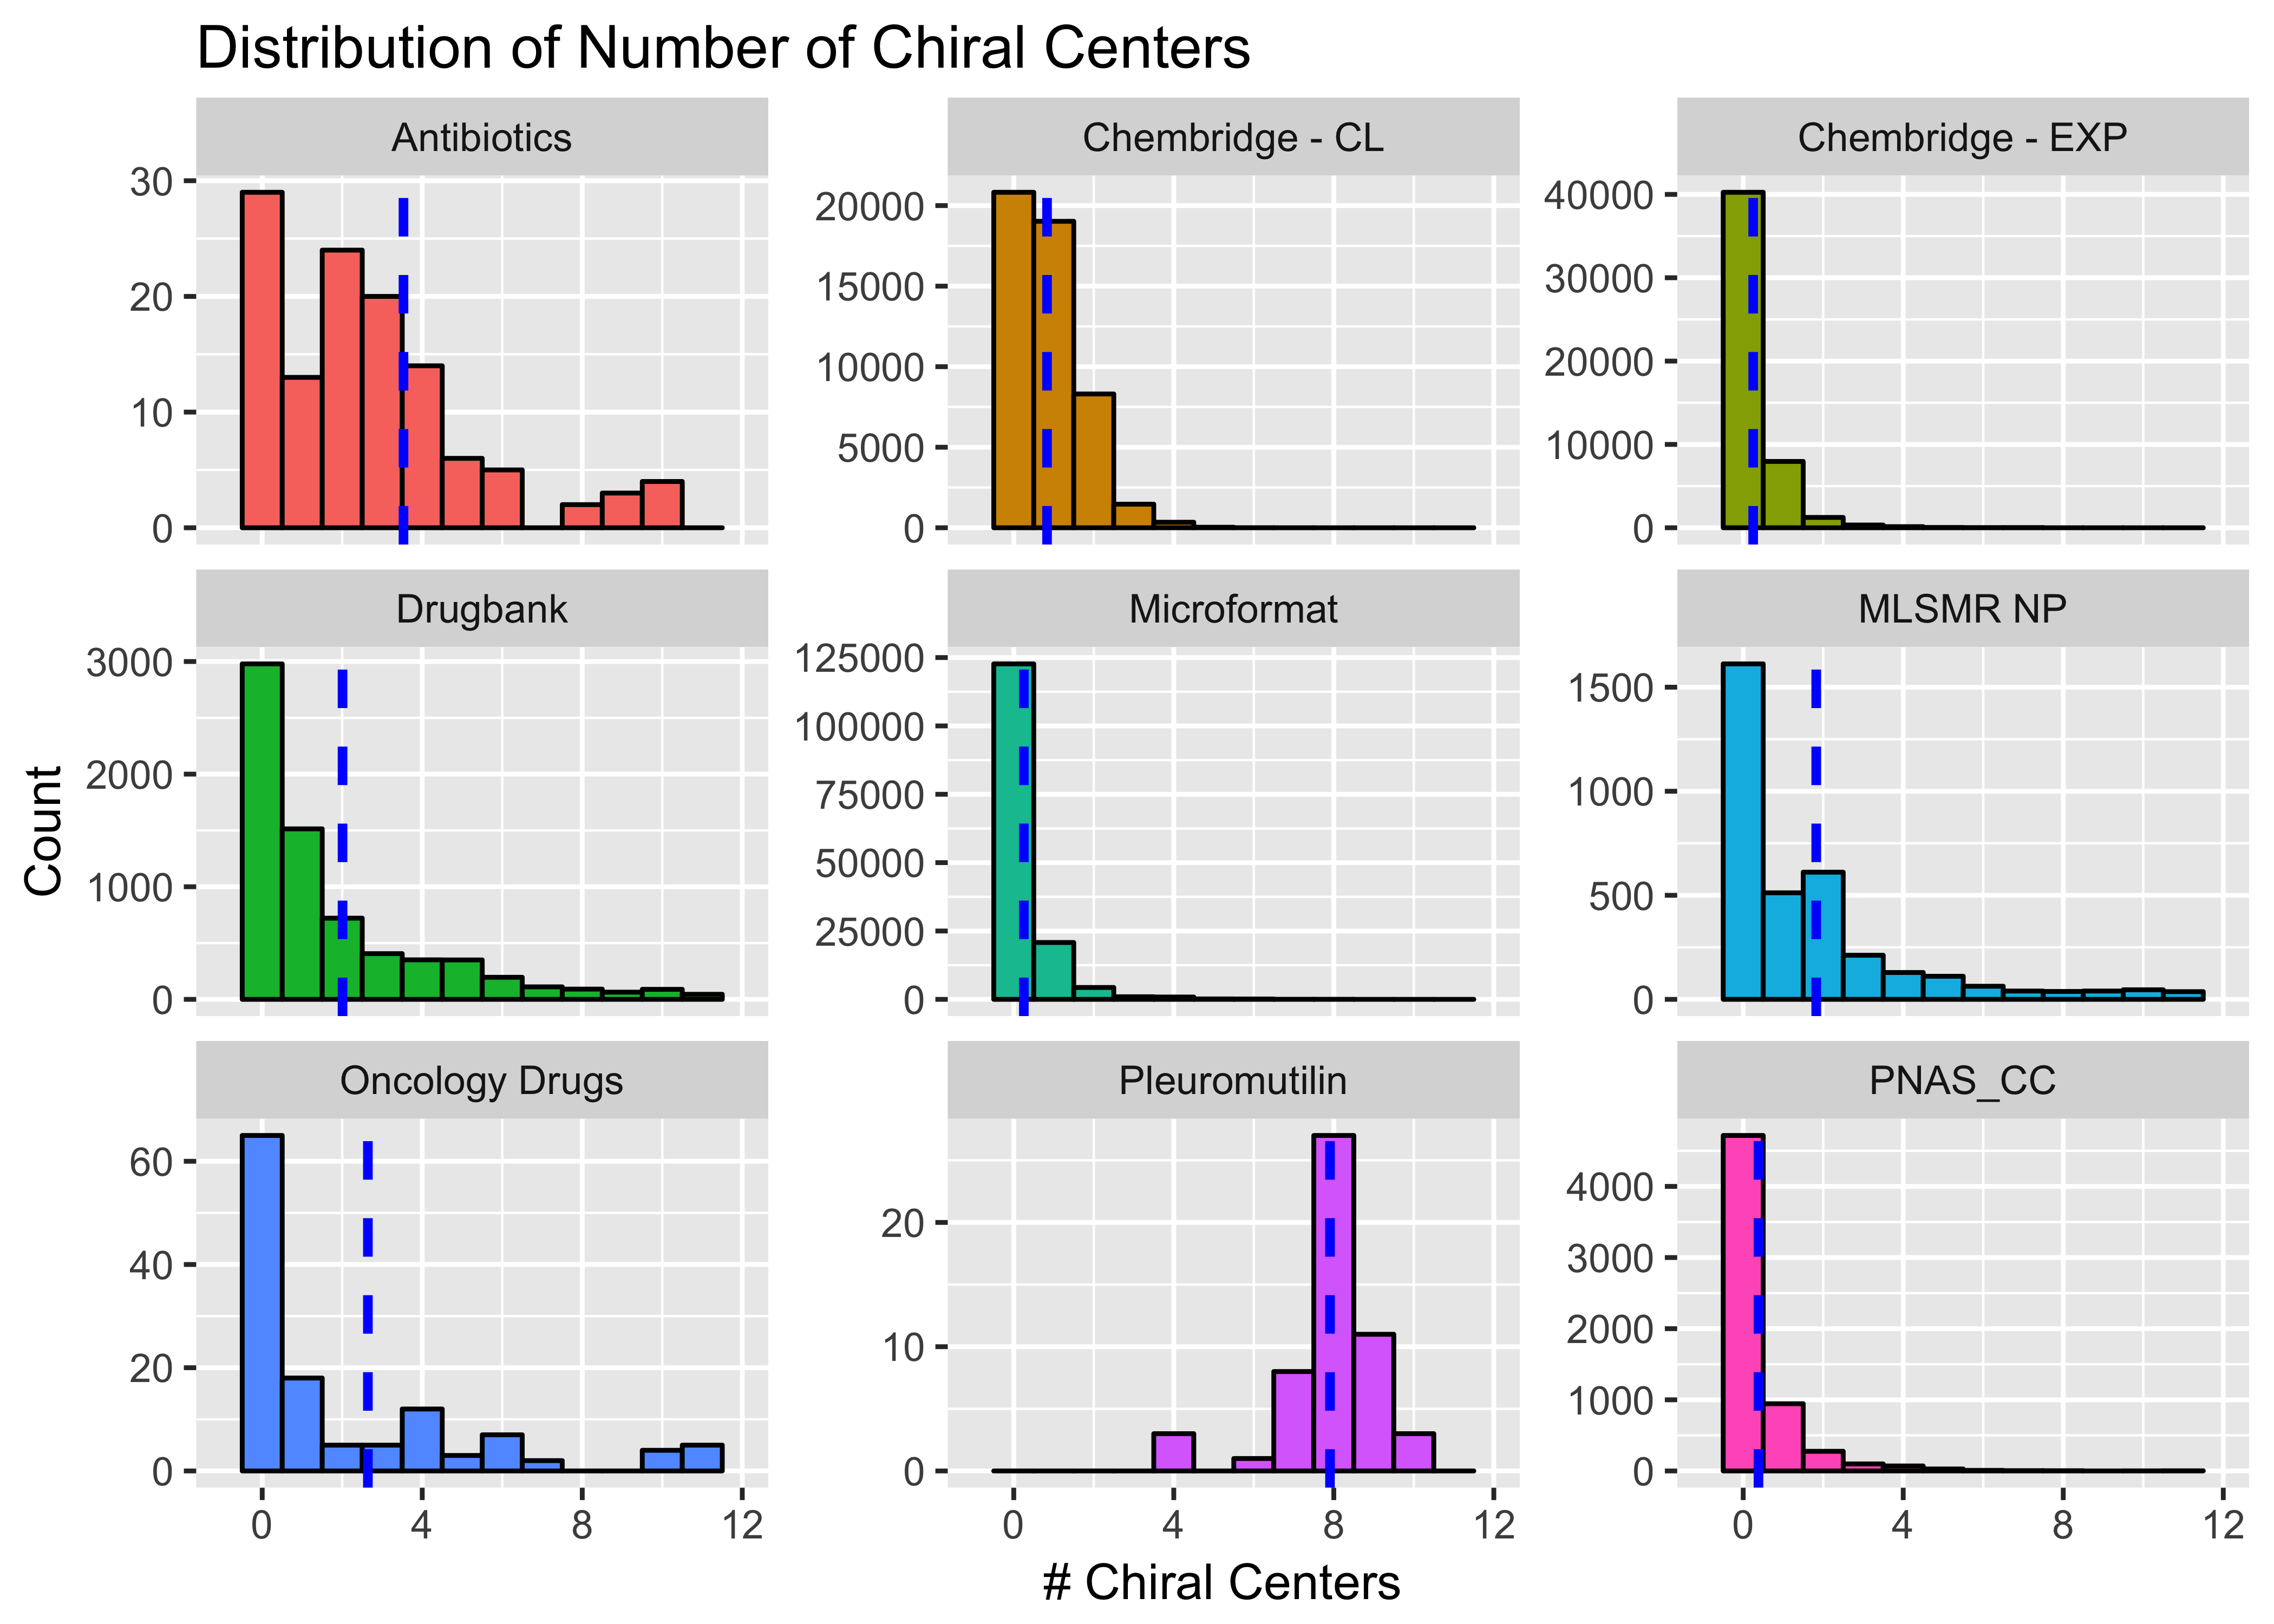 Distribution of Number of Chiral Centers
Antibiotics
Chembridge - CL
Chembridge - EXP
30
20
10
0
20000
15000
10000
5000
0
40000
30000
20000
10000
0
Drugbank
Microformat
MLSMR NP
3000
2000
1000
0
125000
100000
75000
50000
25000
0
1500
1000
500
0
Count
Oncology Drugs
Pleuromutilin
PNAS_CC
60
40
20
0
20
10
0
4000
3000
2000
1000
0
0 4 8 12
0 4 8 12
0 4 8 12
# Chiral Centers